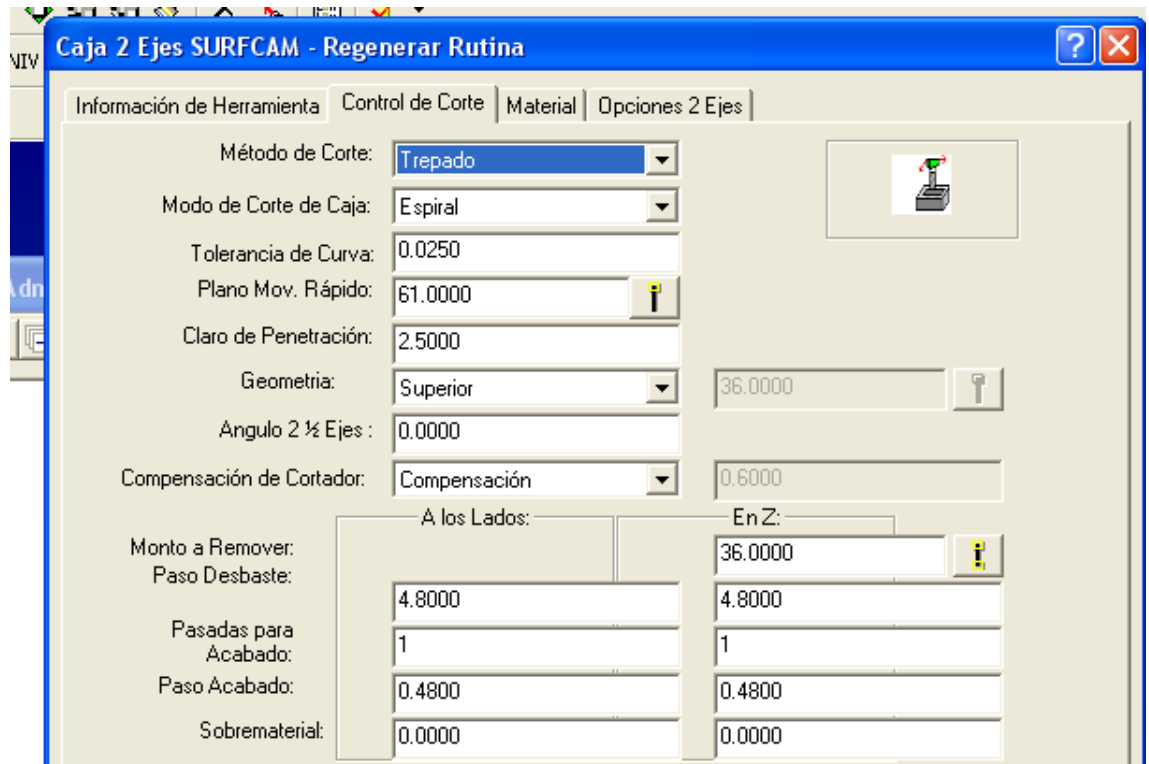 NIV
Caja 2 Ejes SURFCAM - Regenerar Rutina
Información de Herramienta Control de Corte Material Opciones 2 Ejes
Método de Corte: Trepado
Modo de Corte de Caja: Espiral
Tolerancia de Curva: 0.0250
Plano Mov. Rápido: 61.0000
Claro de Penetración: 2.5000
Geometria: Superior 36.0000
Angulo 2 ½ Ejes : 0.0000
Compensación de Cortador: Compensación 0.6000
A los Lados: En Z:
Monto a Remover: 36.0000
Paso Desbaste:
4.8000 4.8000
Pasadas para
Acabado: 1 1
Paso Acabado: 0.4800 0.4800
Sobrematerial: 0.0000 0.0000